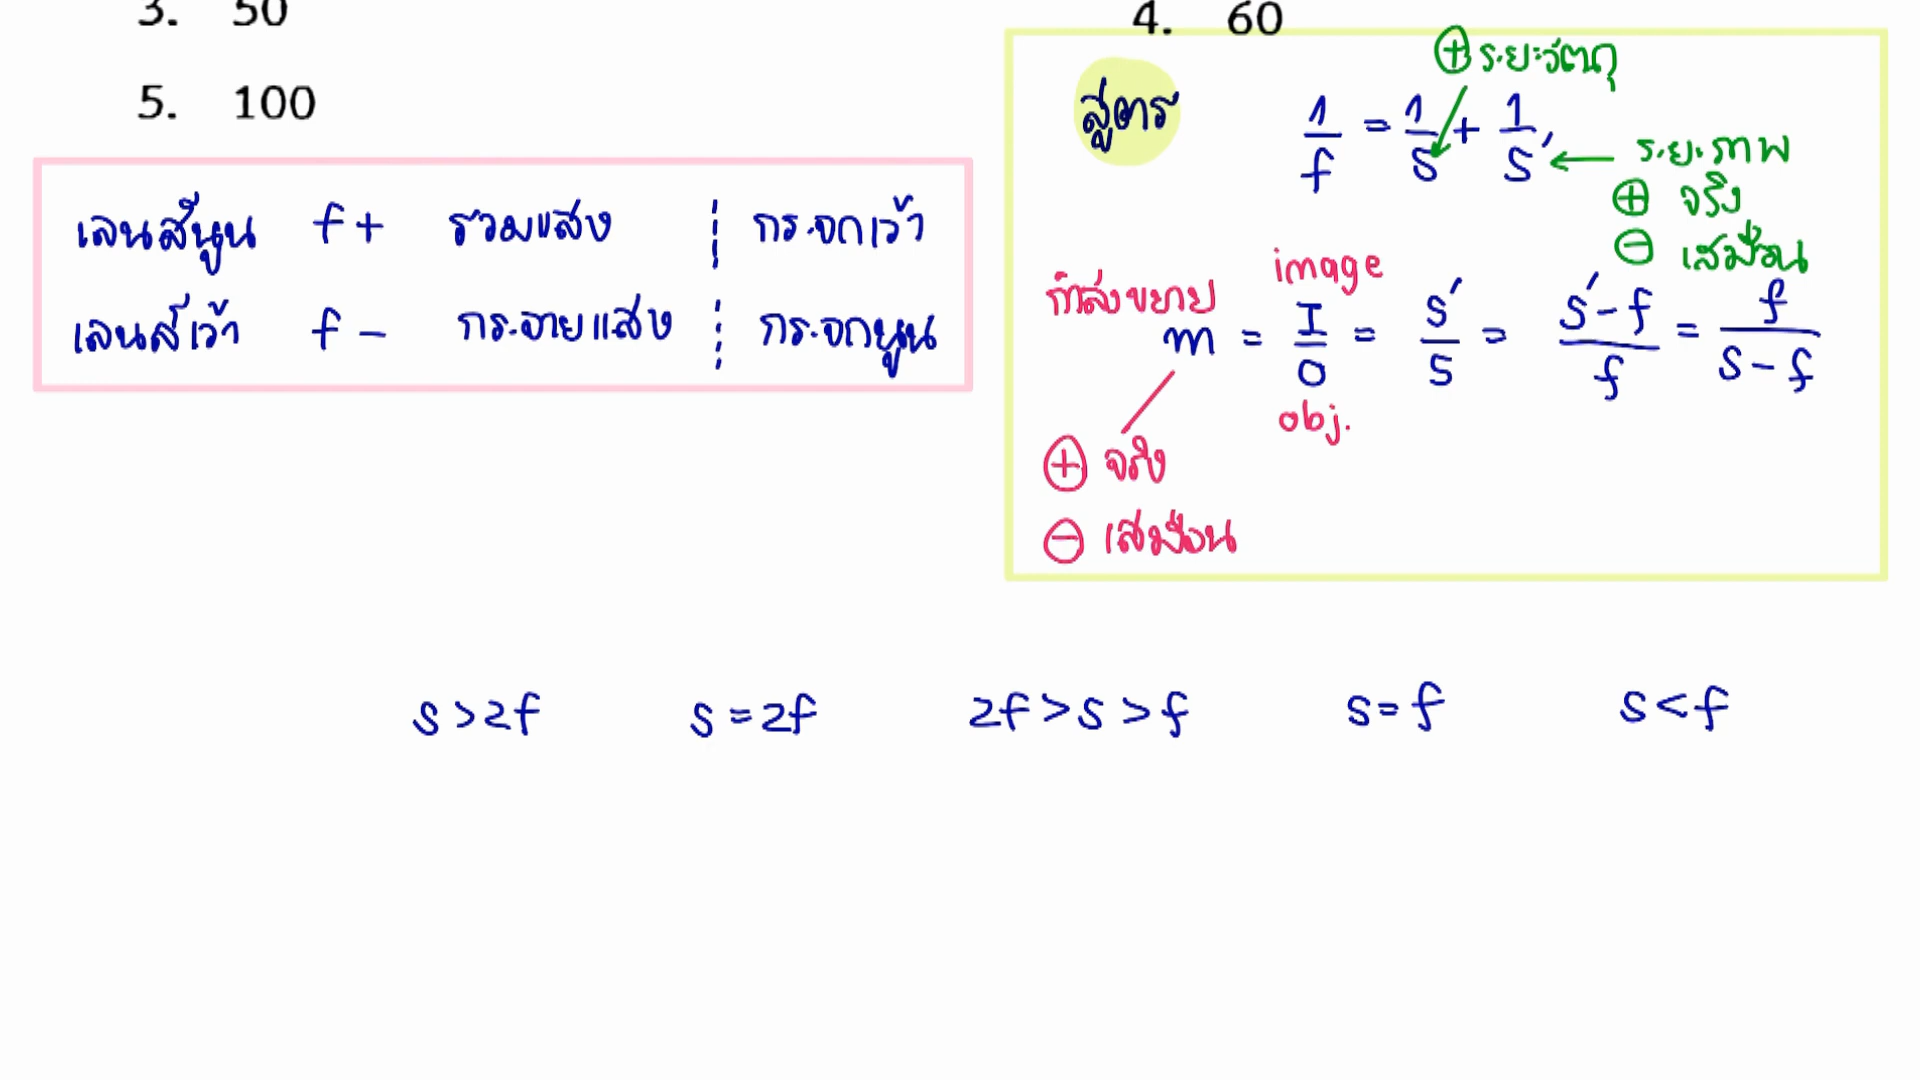 3. 50
4. 60
5. 100
⊕ ระยะวัตถุ
สูตร 1/f = 1/s + 1/s′ ← ระยะภาพ
⊕ จริง
⊖ เสมือน
เลนส์นูน f+ รวมแสง ¦ กระจกเว้า
เลนส์เว้า f− กระจายแสง ¦ กระจกนูน
กำลังขยาย
image
m = I/O = s′/s = s′−f/f = f/s−f
obj.
⊕ จริง
⊖ เสมือน
s>2f s=2f 2f>s>f s=f s<f